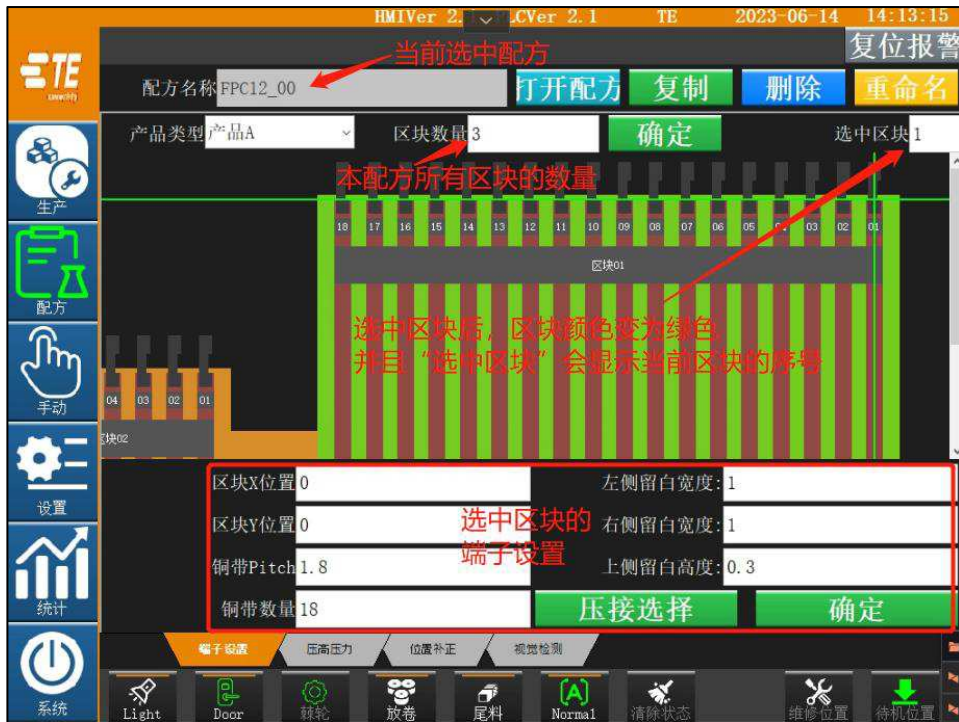 HMIVer 2. LCVer 2.1 TE 2023-06-14 14:13:15
TE
connectivity
当前选中配方
复位报警
配方名称 FPC12_00 打开配方 复制 删除 重命名
产品类型 产品A 区块数量 3 确定 选中区块 1
本配方所有区块的数量
18 17 16 15 14 13 12 11 10 09 08 07 06 05 04 03 02 01
区块01
选中区块后，区块颜色变为绿色
并且“选中区块”会显示当前区块的序号
04 03 02 01
区块02
生产
配方
手动
设置
统计
系统
区块X位置 0 左侧留白宽度: 1
区块Y位置 0 右侧留白宽度: 1
选中区块的
端子设置
铜带Pitch 1.8 上侧留白高度: 0.3
铜带数量 18 压接选择 确定
端子设置 压高压力 位置补正 视觉检测
Light Door 棘轮 放卷 尾料 Normal 清除状态 维修位置 待机位置